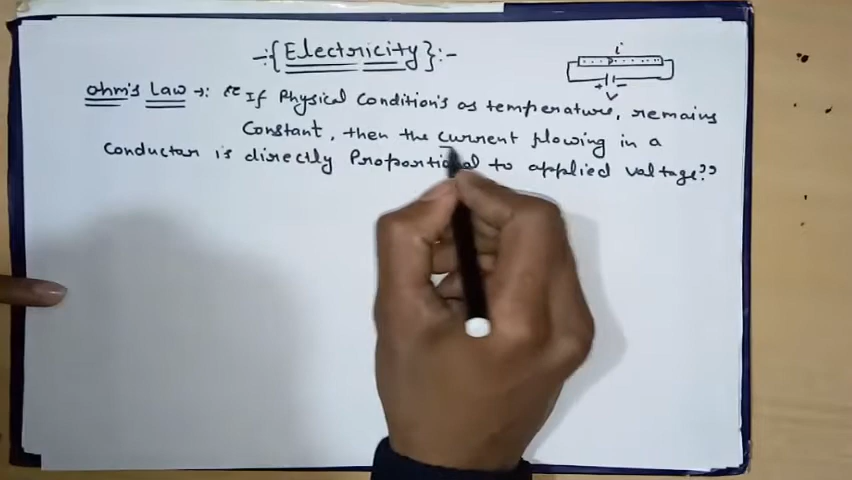 -:{Electricity}:-
i
+ -
V
ohm's Law →: "If Physical Condition's as temperature, remains
Constant, then the current flowing in a
Conductor is directly Proportional to applied voltage"